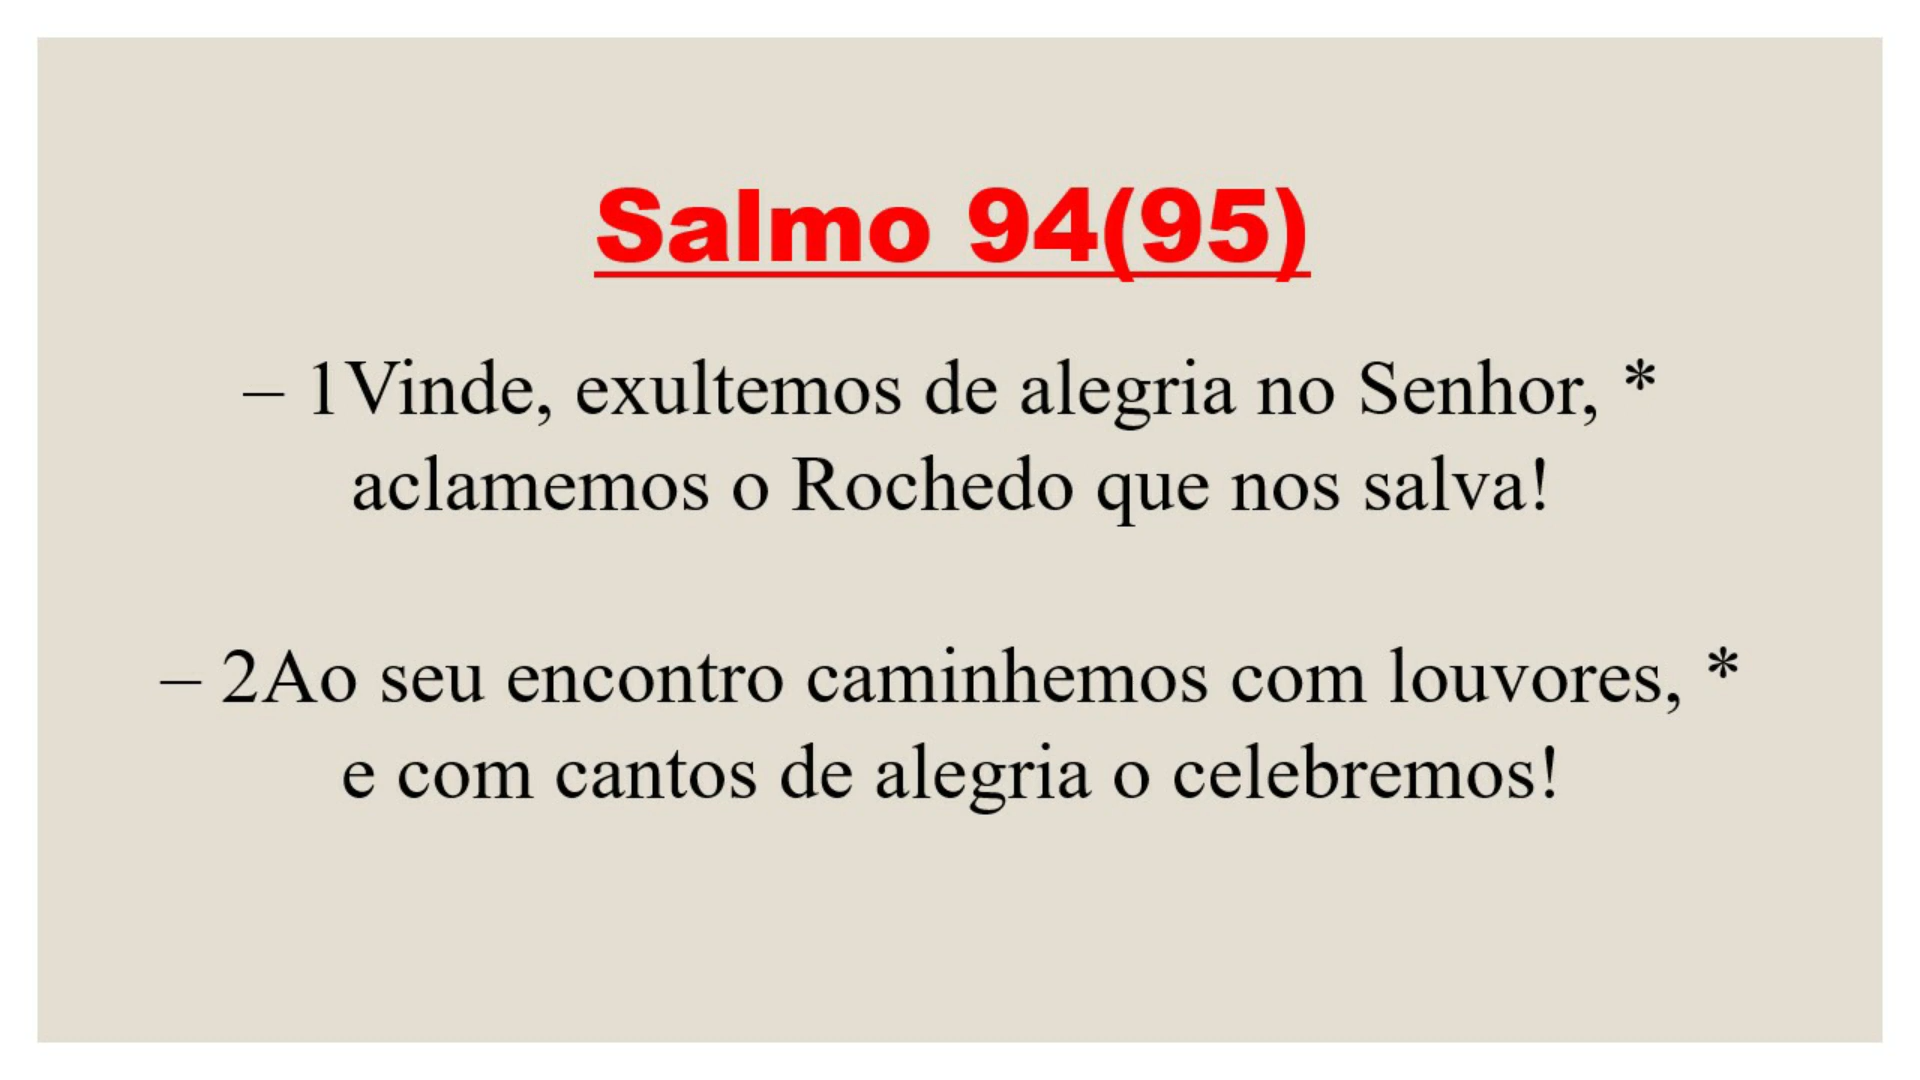 Salmo 94(95)
– 1Vinde, exultemos de alegria no Senhor, *
aclamemos o Rochedo que nos salva!
– 2Ao seu encontro caminhemos com louvores, *
e com cantos de alegria o celebremos!